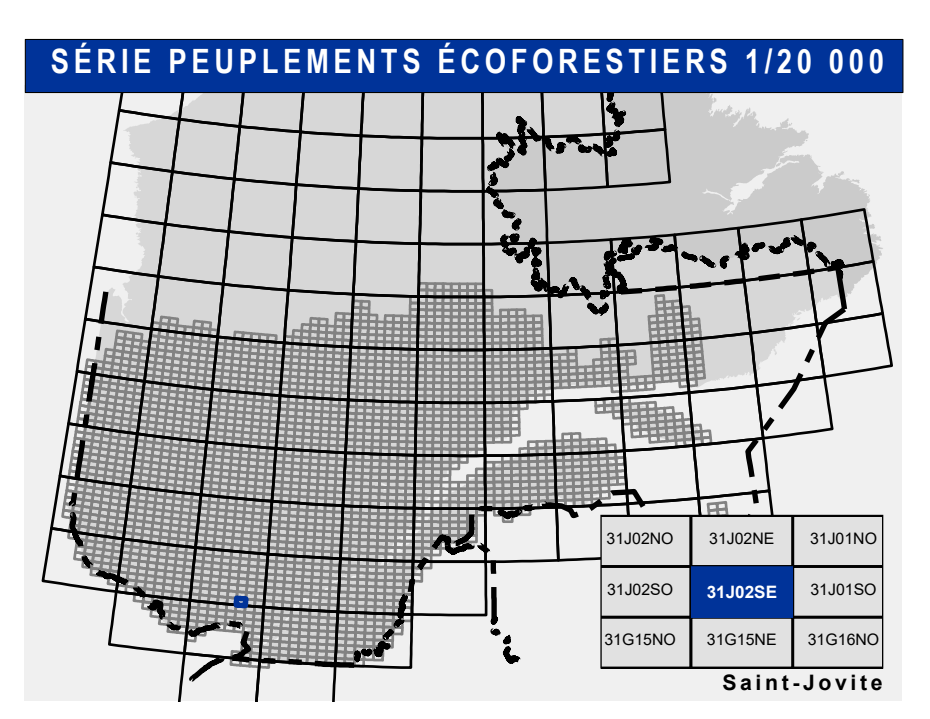 SÉRIE PEUPLEMENTS ÉCOFORESTIERS 1/20 000
31J02NO 31J02NE 31J01NO
31J02SO 31J02SE 31J01SO
31G15NO 31G15NE 31G16NO
Saint-Jovite